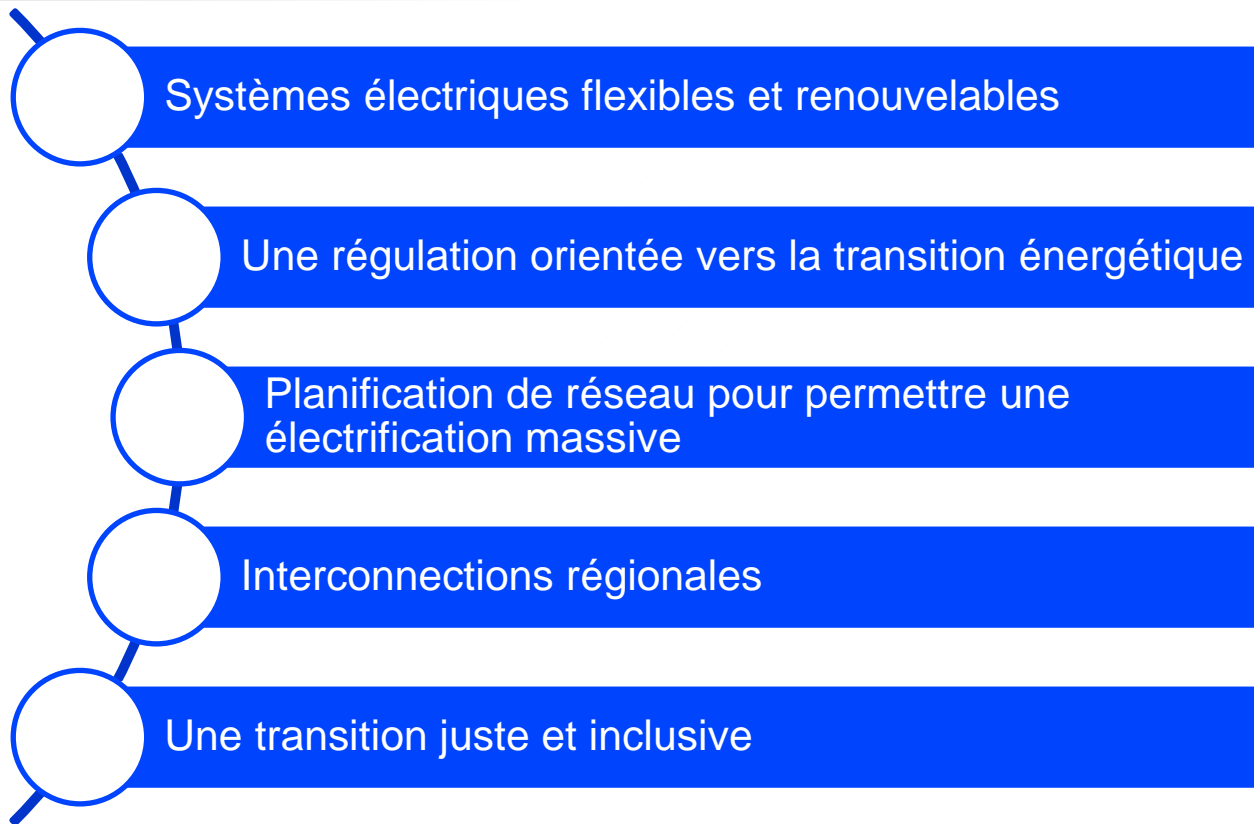 Systèmes électriques flexibles et renouvelables
Une régulation orientée vers la transition énergétique
Planification de réseau pour permettre une
électrification massive
Interconnections régionales
Une transition juste et inclusive